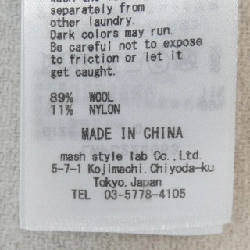 separately from
other laundry.
Dark colors may run.
Be careful not to expose
to friction or let it
get caught.
89% WOOL
11% NYLON
MADE IN CHINA
mash style lab Co.,Ltd.
5-7-1 Kojimachi,Chiyoda-ku
Tokyo,Japan
TEL 03-5778-4105